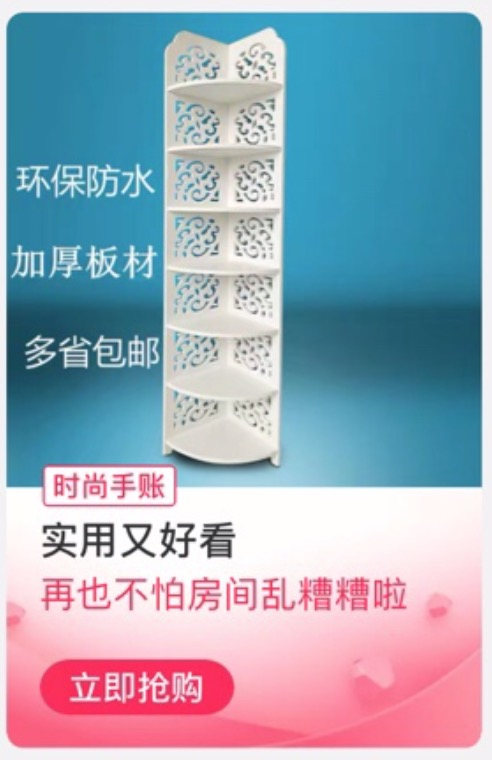 环保防水
加厚板材
多省包邮
时尚手账
实用又好看
再也不怕房间乱糟糟啦
立即抢购